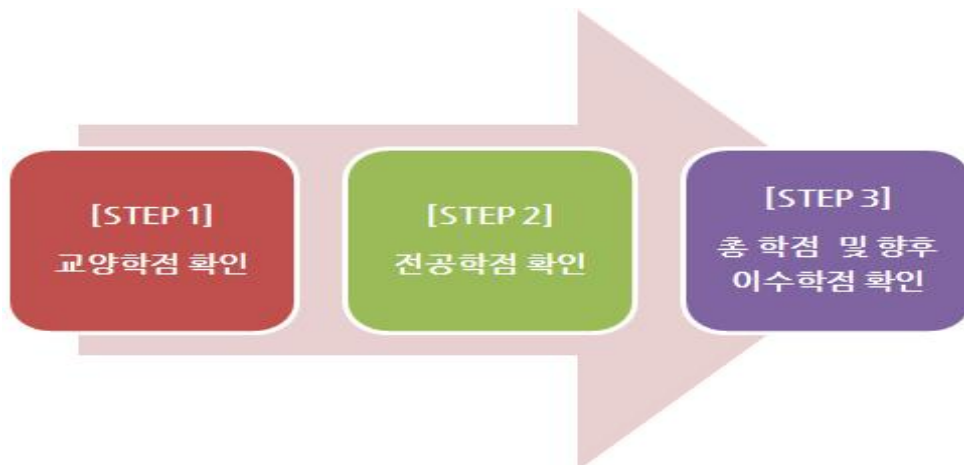 [STEP 1]
교양학점 확인
[STEP 2]
전공학점 확인
[STEP 3]
총 학점 및 향후
이수학점 확인